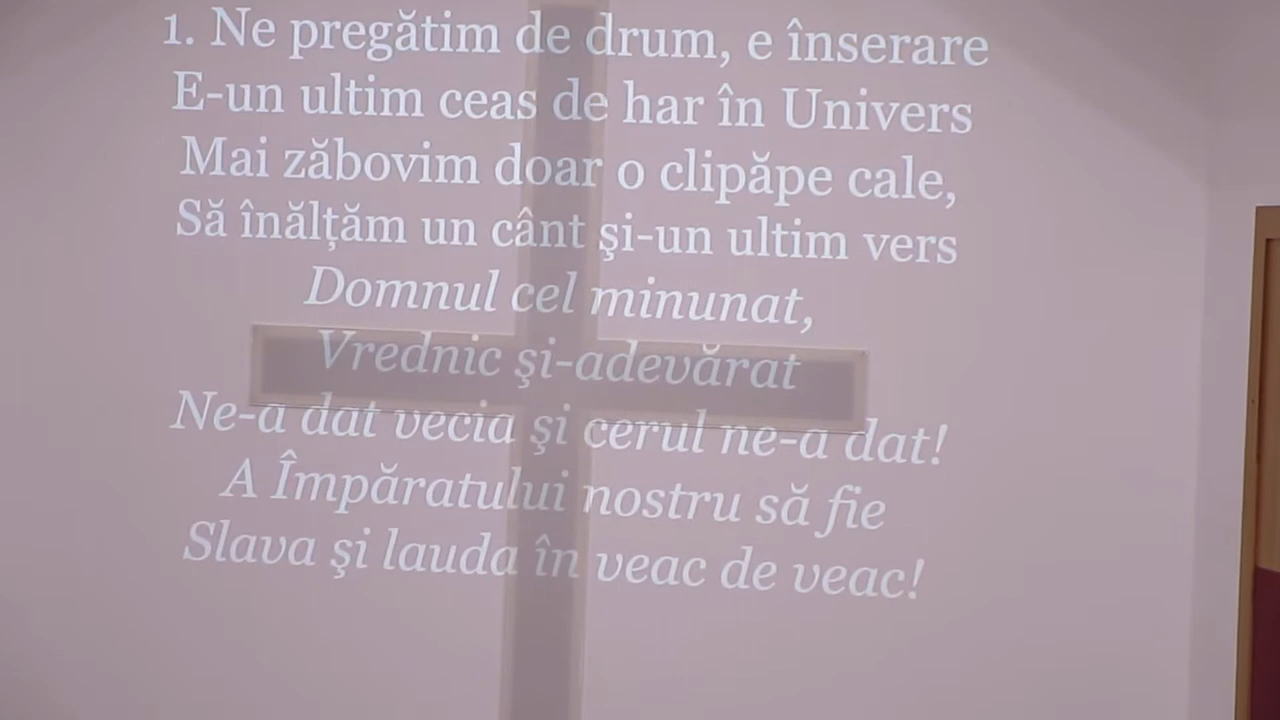 1. Ne pregătim de drum, e înserare
E-un ultim ceas de har în Univers
Mai zăbovim doar o clipăpe cale,
Să înălțăm un cânt şi-un ultim vers
Domnul cel minunat,
Vrednic şi-adevărat
Ne-a dat vecia şi cerul ne-a dat!
A Împăratului nostru să fie
Slava şi lauda în veac de veac!